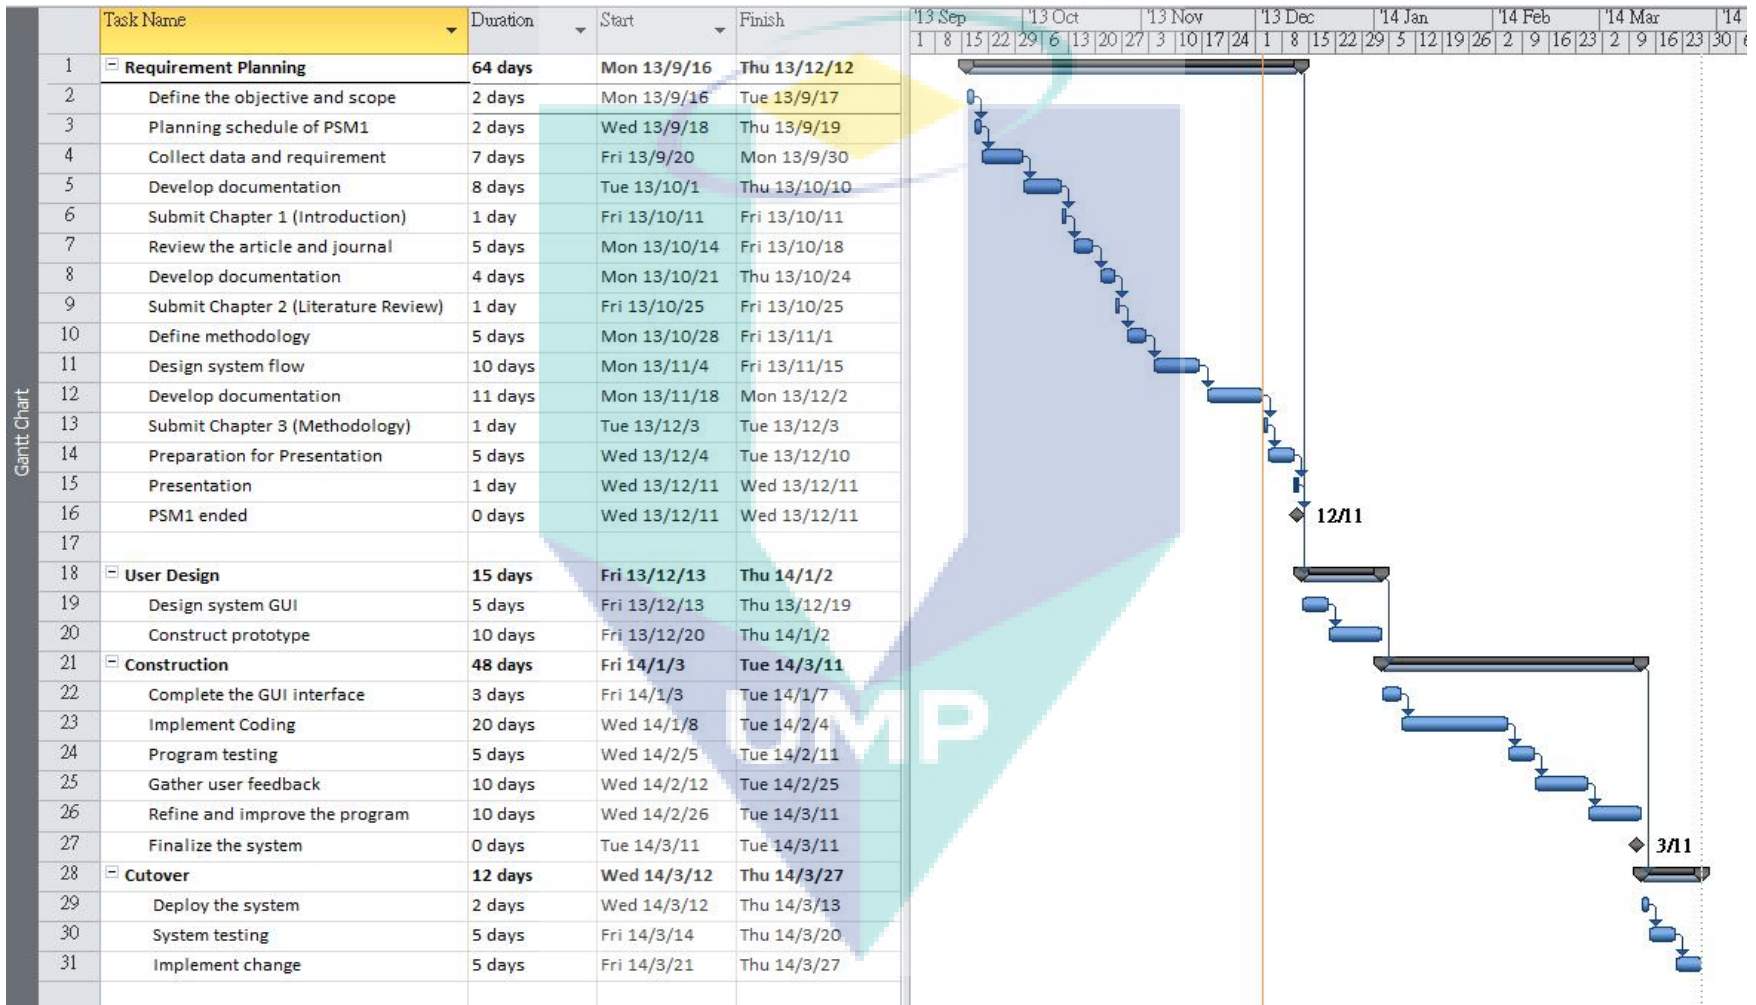 Task Name Duration Start Finish '13 Sep '13 Oct '13 Nov '13 Dec '14 Jan '14 Feb '14 Mar '14
1 8 15 22 29 6 13 20 27 3 10 17 24 1 8 15 22 29 5 12 19 26 2 9 16 23 2 9 16 23 30 6
1 Requirement Planning 64 days Mon 13/9/16 Thu 13/12/12
2 Define the objective and scope 2 days Mon 13/9/16 Tue 13/9/17
3 Planning schedule of PSM1 2 days Wed 13/9/18 Thu 13/9/19
4 Collect data and requirement 7 days Fri 13/9/20 Mon 13/9/30
5 Develop documentation 8 days Tue 13/10/1 Thu 13/10/10
6 Submit Chapter 1 (Introduction) 1 day Fri 13/10/11 Fri 13/10/11
7 Review the article and journal 5 days Mon 13/10/14 Fri 13/10/18
8 Develop documentation 4 days Mon 13/10/21 Thu 13/10/24
9 Submit Chapter 2 (Literature Review) 1 day Fri 13/10/25 Fri 13/10/25
10 Define methodology 5 days Mon 13/10/28 Fri 13/11/1
11 Design system flow 10 days Mon 13/11/4 Fri 13/11/15
12 Develop documentation 11 days Mon 13/11/18 Mon 13/12/2
13 Submit Chapter 3 (Methodology) 1 day Tue 13/12/3 Tue 13/12/3
14 Preparation for Presentation 5 days Wed 13/12/4 Tue 13/12/10
15 Presentation 1 day Wed 13/12/11 Wed 13/12/11
16 PSM1 ended 0 days Wed 13/12/11 Wed 13/12/11 12/11
17
18 User Design 15 days Fri 13/12/13 Thu 14/1/2
19 Design system GUI 5 days Fri 13/12/13 Thu 13/12/19
20 Construct prototype 10 days Fri 13/12/20 Thu 14/1/2
21 Construction 48 days Fri 14/1/3 Tue 14/3/11
22 Complete the GUI interface 3 days Fri 14/1/3 Tue 14/1/7
23 Implement Coding 20 days Wed 14/1/8 Tue 14/2/4
24 Program testing 5 days Wed 14/2/5 Tue 14/2/11
25 Gather user feedback 10 days Wed 14/2/12 Tue 14/2/25
26 Refine and improve the program 10 days Wed 14/2/26 Tue 14/3/11
27 Finalize the system 0 days Tue 14/3/11 Tue 14/3/11 3/11
28 Cutover 12 days Wed 14/3/12 Thu 14/3/27
29 Deploy the system 2 days Wed 14/3/12 Thu 14/3/13
30 System testing 5 days Fri 14/3/14 Thu 14/3/20
31 Implement change 5 days Fri 14/3/21 Thu 14/3/27
Gantt Chart
UMP